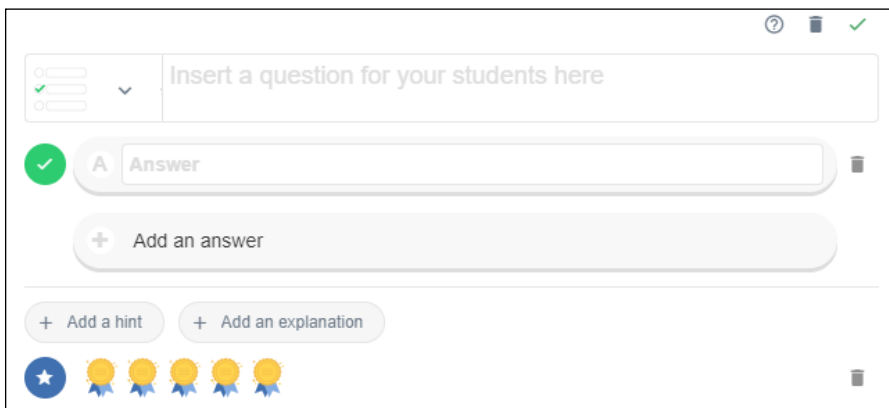 Insert a question for your students here
A Answer
Add an answer
+ Add a hint + Add an explanation